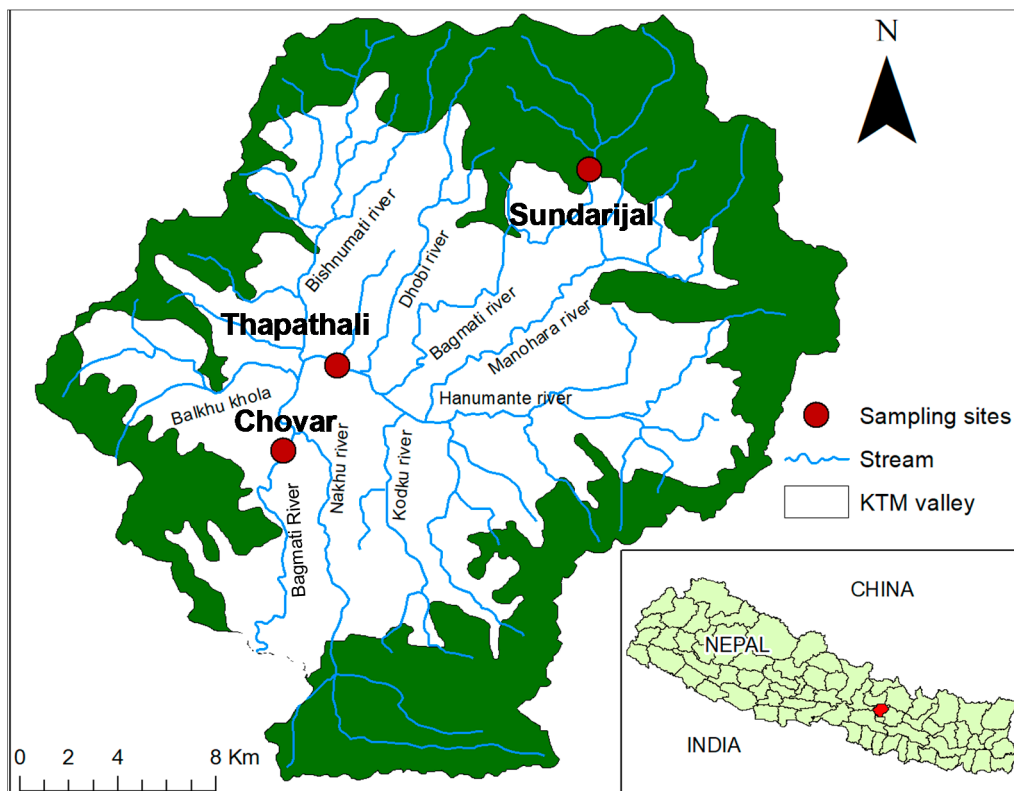 N
Sundarijal
Bishnumati river
Dhobi river
Bagmati river
Manohara river
Thapathali
Balkhu khola
Hanumante river
Chovar
Nakhu river
Kodku river
Bagmati River
Sampling sites
Stream
KTM valley
CHINA
NEPAL
INDIA
0 2 4 8 Km